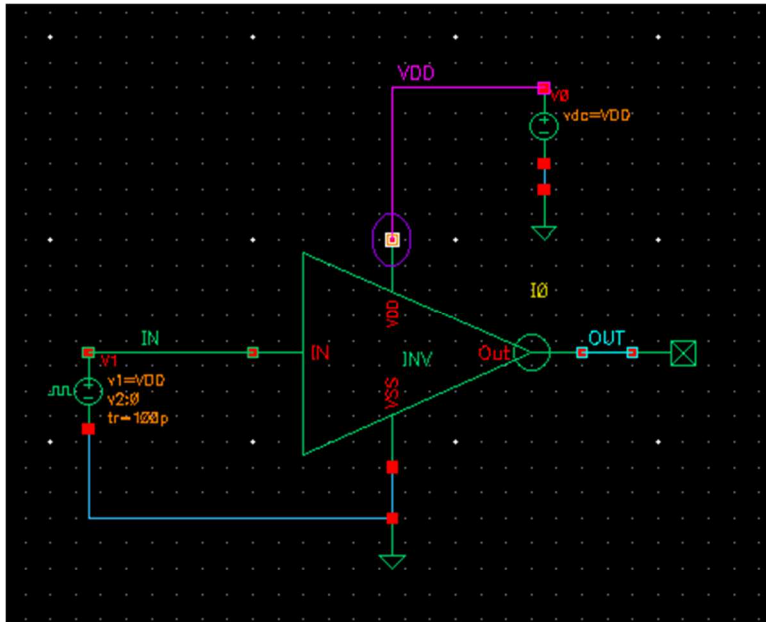 VDD
V0
vdc=VDD
I0
VDD
IN
IN
INV
Out
OUT
V1
v1=VDD
v2:0
tr=100p
VSS